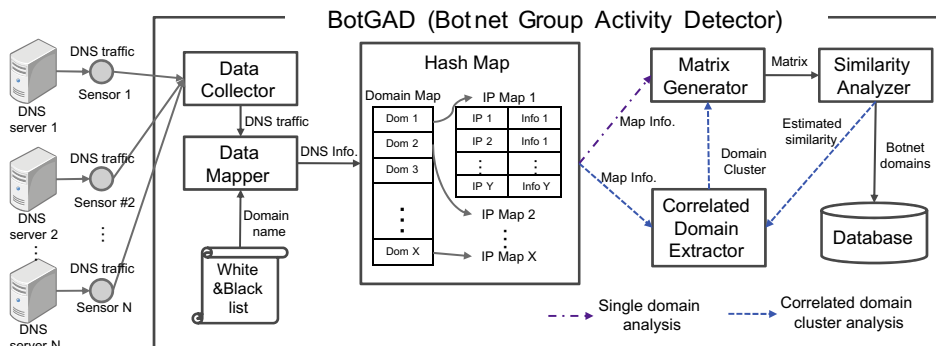 BotGAD (Botnet Group Activity Detector)
DNS traffic
Sensor 1
DNS
server 1
DNS traffic
Sensor #2
DNS
server 2
DNS traffic
Sensor N
DNS
server N
Data
Collector
DNS traffic
Data
Mapper
DNS Info.
Domain
name
White
&Black
list
Hash Map
Domain Map
Dom 1
Dom 2
Dom 3
Dom X
IP Map 1
IP 1 Info 1
IP 2 Info 1
IP Y Info Y
IP Map 2
IP Map X
Map Info.
Map Info.
Matrix
Generator
Matrix
Similarity
Analyzer
Domain
Cluster
Estimated
similarity
Botnet
domains
Correlated
Domain
Extractor
Database
Single domain
analysis
Correlated domain
cluster analysis